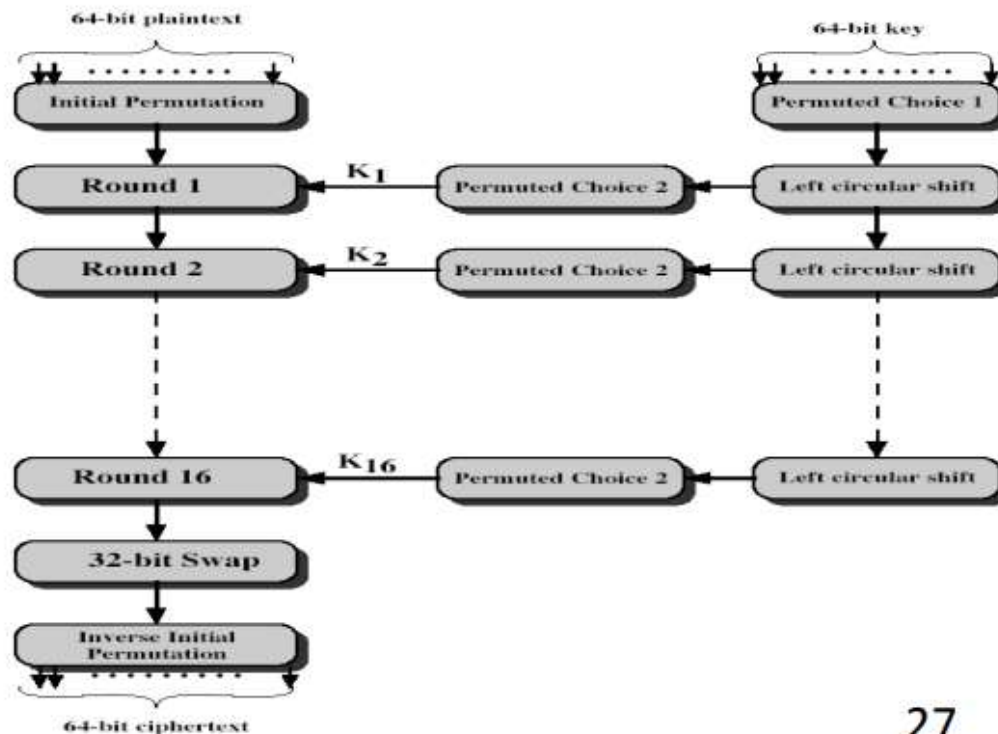 64-bit plaintext
64-bit key
Initial Permutation
Permuted Choice 1
Round 1
K1
Permuted Choice 2
Left circular shift
Round 2
K2
Permuted Choice 2
Left circular shift
Round 16
K16
Permuted Choice 2
Left circular shift
32-bit Swap
Inverse Initial
Permutation
64-bit ciphertext
27